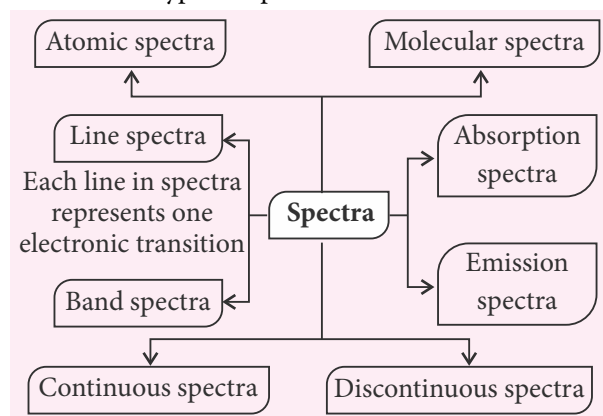 Atomic spectra
Molecular spectra
Line spectra
Each line in spectra
represents one
electronic transition
Absorption
spectra
Spectra
Band spectra
Emission
spectra
Continuous spectra
Discontinuous spectra